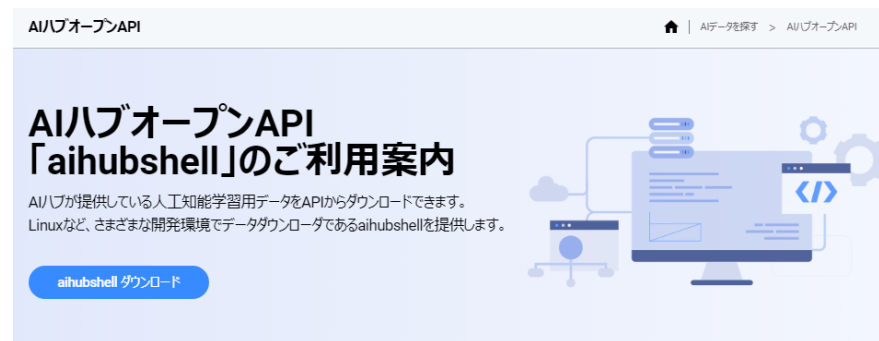 AIハブオープンAPI
AIデータを探す > AIハブオープンAPI
AIハブオープンAPI
「aihubshell」のご利用案内
AIハブが提供している人工知能学習用データをAPIからダウンロードできます。
Linuxなど、さまざまな開発環境でデータダウンローダであるaihubshellを提供します。
</>
aihubshell ダウンロード